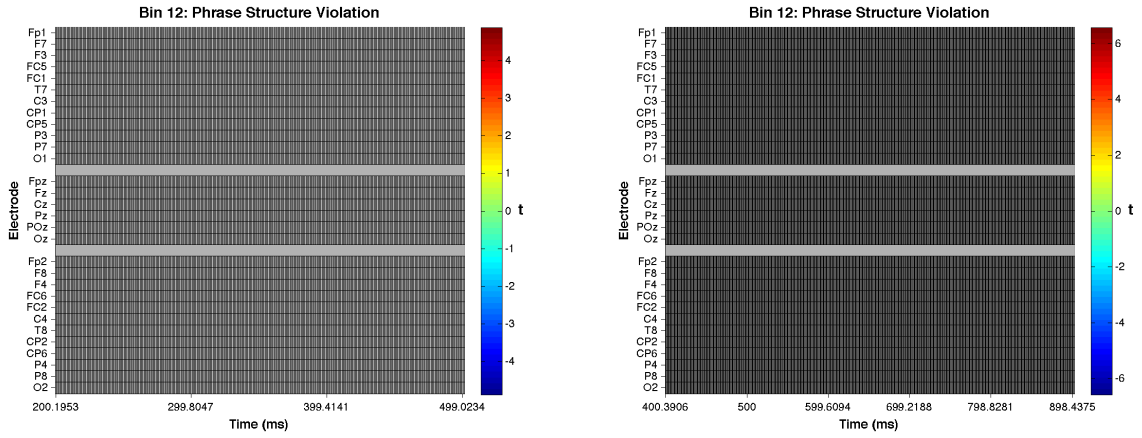 Bin 12: Phrase Structure Violation
Fp1
F7
F3
FC5
FC1
T7
C3
CP1
CP5
P3
P7
O1
Fpz
Fz
Cz
Pz
POz
Oz
Fp2
F8
F4
FC6
FC2
C4
T8
CP2
CP6
P4
P8
O2
Electrode
200.1953 299.8047 399.4141 499.0234
Time (ms)
4
3
2
1
0
-1
-2
-3
-4
t
Bin 12: Phrase Structure Violation
Fp1
F7
F3
FC5
FC1
T7
C3
CP1
CP5
P3
P7
O1
Fpz
Fz
Cz
Pz
POz
Oz
Fp2
F8
F4
FC6
FC2
C4
T8
CP2
CP6
P4
P8
O2
Electrode
400.3906 500 599.6094 699.2188 798.8281 898.4375
Time (ms)
6
4
2
0
-2
-4
-6
t